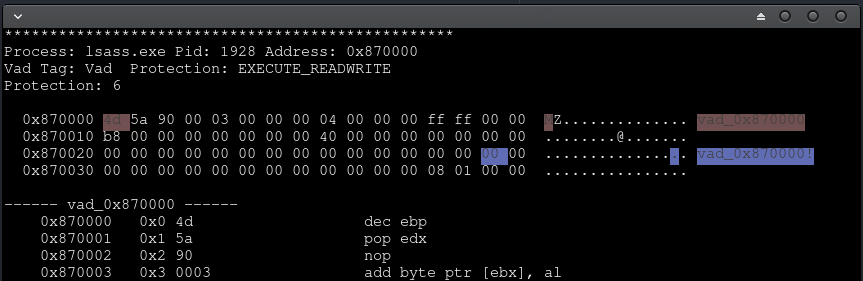 **************************************************
Process: lsass.exe Pid: 1928 Address: 0x870000
Vad Tag: Vad Protection: EXECUTE_READWRITE
Protection: 6
0x870000 4d 5a 90 00 03 00 00 00 04 00 00 00 ff ff 00 00 MZ.............. vad_0x870000
0x870010 b8 00 00 00 00 00 00 00 40 00 00 00 00 00 00 00 ........@.......
0x870020 00 00 00 00 00 00 00 00 00 00 00 00 00 00 00 00 ................ vad_0x870000!
0x870030 00 00 00 00 00 00 00 00 00 00 00 00 08 01 00 00 ................
------ vad_0x870000 ------
0x870000 0x0 4d dec ebp
0x870001 0x1 5a pop edx
0x870002 0x2 90 nop
0x870003 0x3 0003 add byte ptr [ebx], al